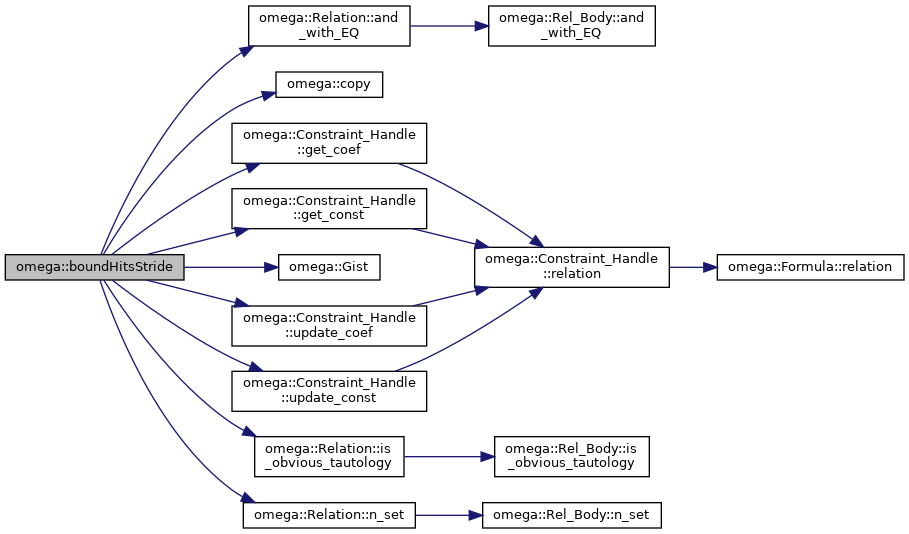 omega::Relation::and
_with_EQ
omega::Rel_Body::and
_with_EQ
omega::copy
omega::Constraint_Handle
::get_coef
omega::Constraint_Handle
::get_const
omega::boundHitsStride
omega::Gist
omega::Constraint_Handle
::relation
omega::Formula::relation
omega::Constraint_Handle
::update_coef
omega::Constraint_Handle
::update_const
omega::Relation::is
_obvious_tautology
omega::Rel_Body::is
_obvious_tautology
omega::Relation::n_set
omega::Rel_Body::n_set